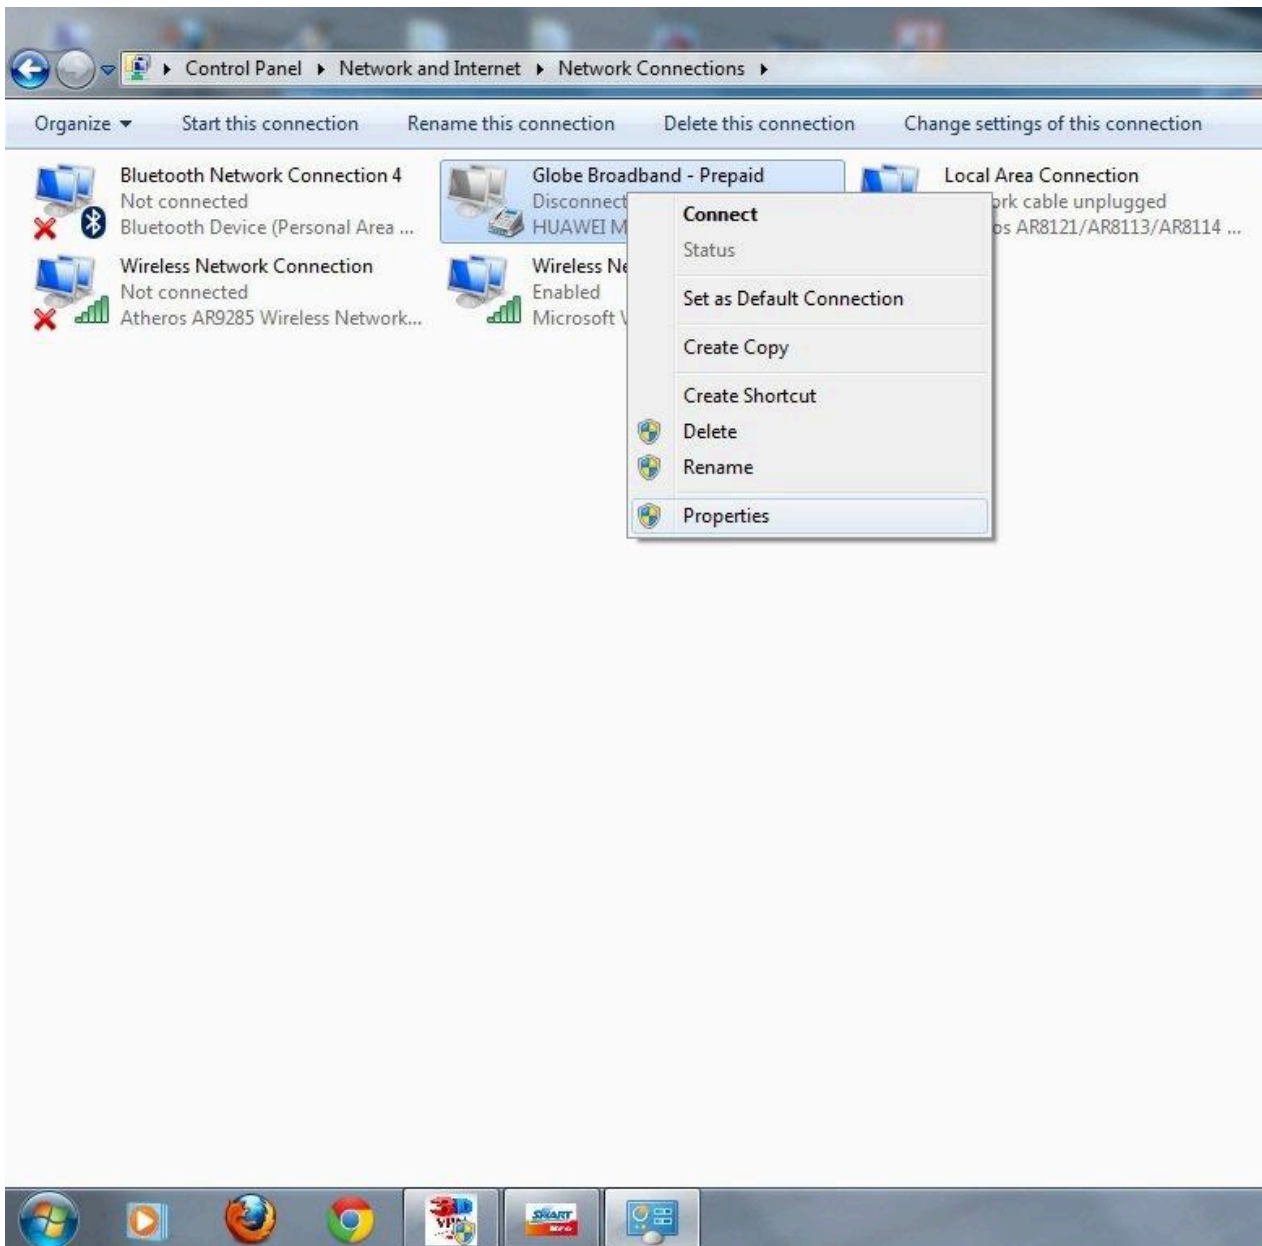 Control Panel Network and Internet Network Connections
Organize Start this connection Rename this connection Delete this connection Change settings of this connection
Bluetooth Network Connection 4
Not connected
Bluetooth Device (Personal Area ...
Globe Broadband - Prepaid
Disconnect
HUAWEI M
Local Area Connection
ork cable unplugged
os AR8121/AR8113/AR8114 ...
Wireless Network Connection
Not connected
Atheros AR9285 Wireless Network...
Wireless Ne
Enabled
Microsoft
Connect
Status
Set as Default Connection
Create Copy
Create Shortcut
Delete
Rename
Properties
3D
VPN
SMART
BRO